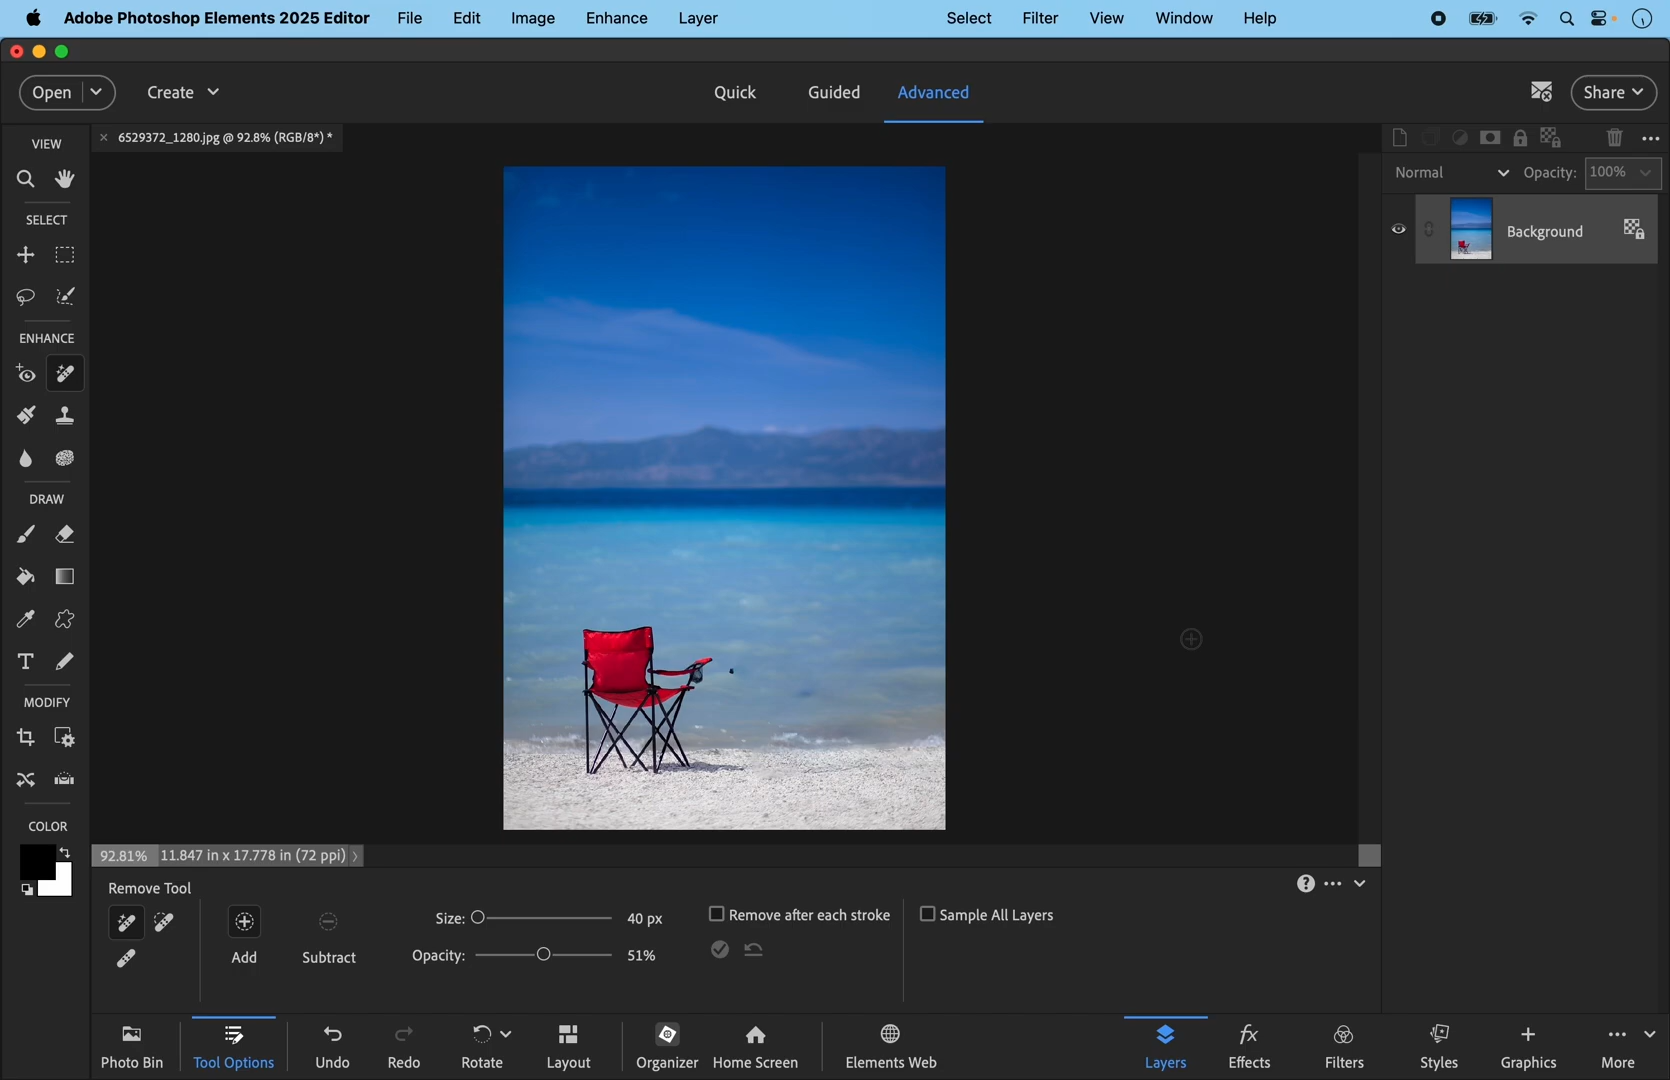 Adobe Photoshop Elements 2025 Editor File Edit Image Enhance Layer Select Filter View Window Help
Open Create Quick Guided Advanced Share
VIEW
6529372_1280.jpg @ 92.8% (RGB/8*) *
Normal Opacity: 100%
SELECT
Background
ENHANCE
DRAW
MODIFY
COLOR
92.81% 11.847 in x 17.778 in (72 ppi)
Remove Tool
Size: 40 px Remove after each stroke Sample All Layers
Add Subtract Opacity: 51%
Photo Bin Tool Options Undo Redo Rotate Layout Organizer Home Screen Elements Web Layers Effects Filters Styles Graphics More